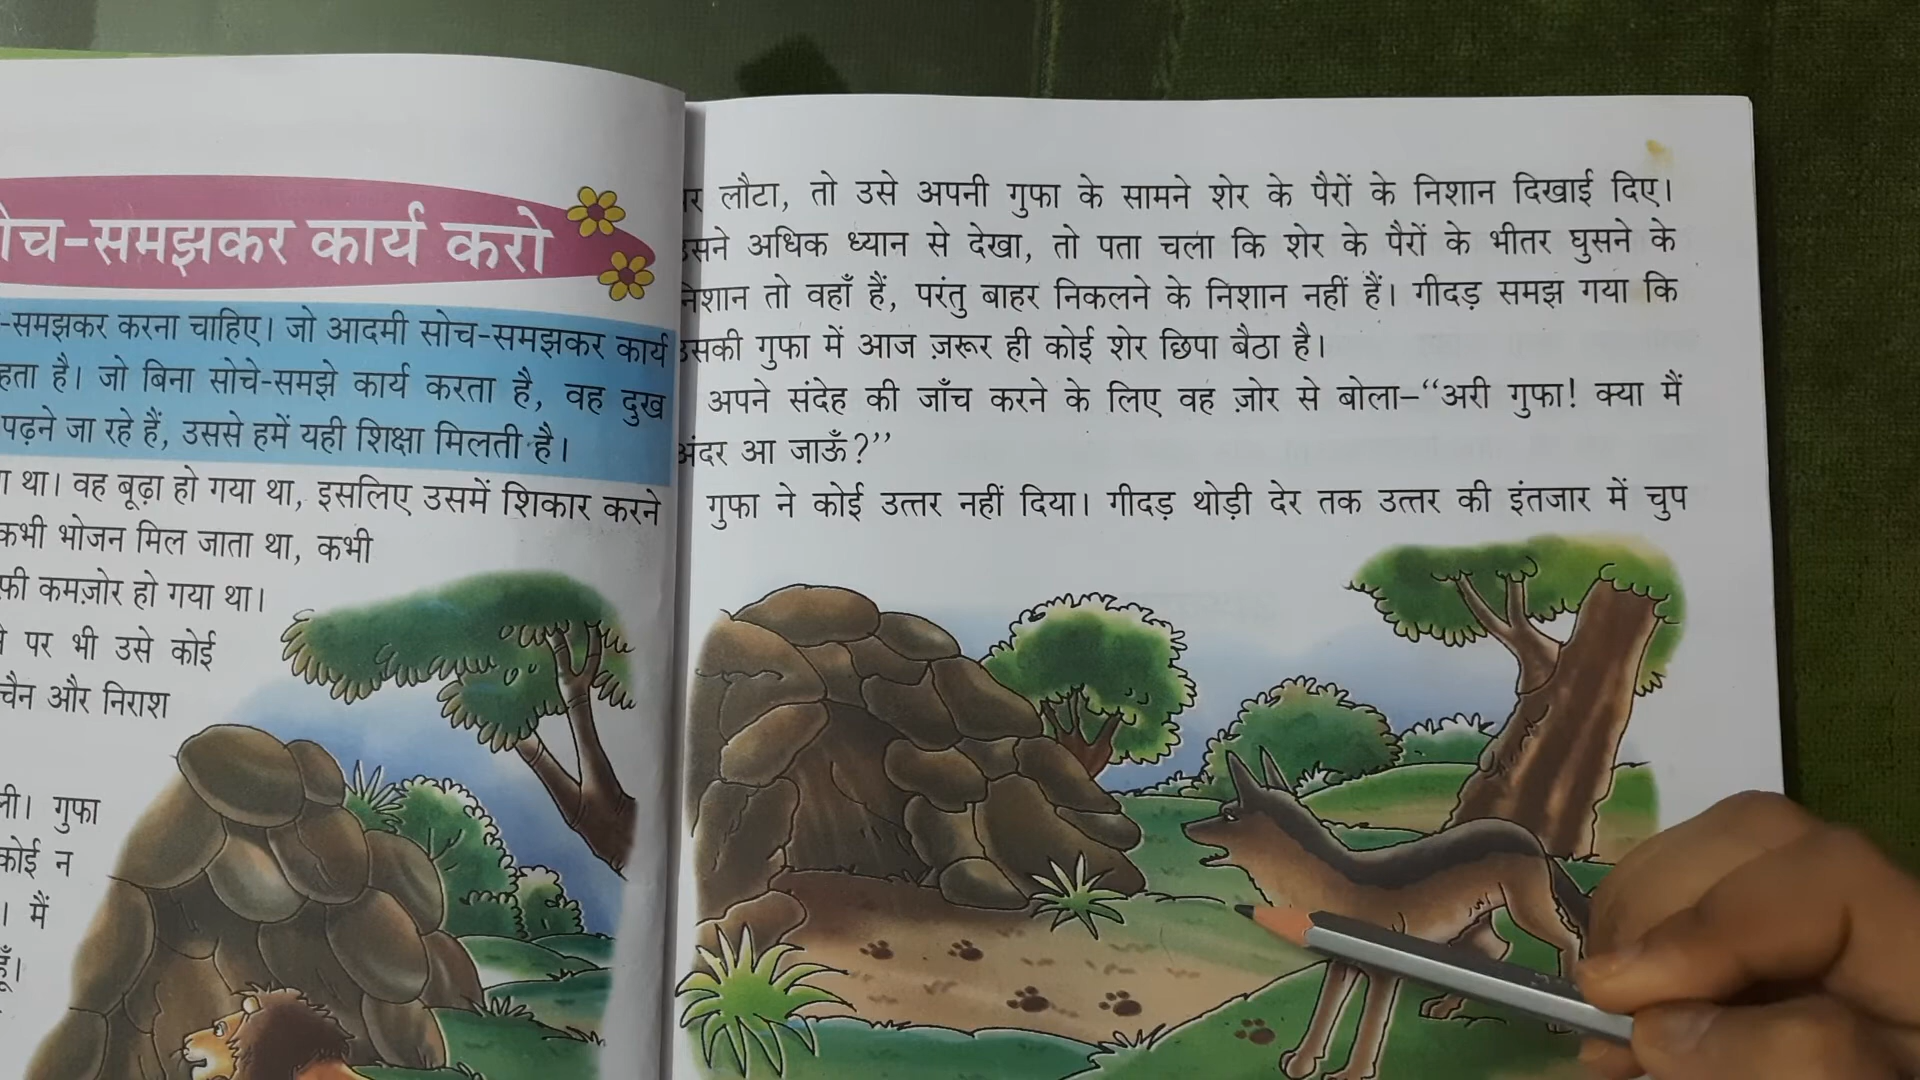 सोच-समझकर कार्य करो
-समझकर करना चाहिए। जो आदमी सोच-समझकर कार्य
है। जो बिना सोचे-समझे कार्य करता है, वह दुख
पढ़ने जा रहे हैं, उससे हमें यही शिक्षा मिलती है।
था। वह बूढ़ा हो गया था, इसलिए उसमें शिकार करने
कभी भोजन मिल जाता था, कभी
कमज़ोर हो गया था।
पर भी उसे कोई
और निराश
गुफा
कोई न
। मैं
लौटा, तो उसे अपनी गुफा के सामने शेर के पैरों के निशान दिखाई दिए।
उसने अधिक ध्यान से देखा, तो पता चला कि शेर के पैरों के भीतर घुसने के
निशान तो वहाँ हैं, परंतु बाहर निकलने के निशान नहीं हैं। गीदड़ समझ गया कि
उसकी गुफा में आज ज़रूर ही कोई शेर छिपा बैठा है।
अपने संदेह की जाँच करने के लिए वह ज़ोर से बोला–“अरी गुफा! क्या मैं
अंदर आ जाऊँ?”
गुफा ने कोई उत्तर नहीं दिया। गीदड़ थोड़ी देर तक उत्तर की इंतजार में चुप